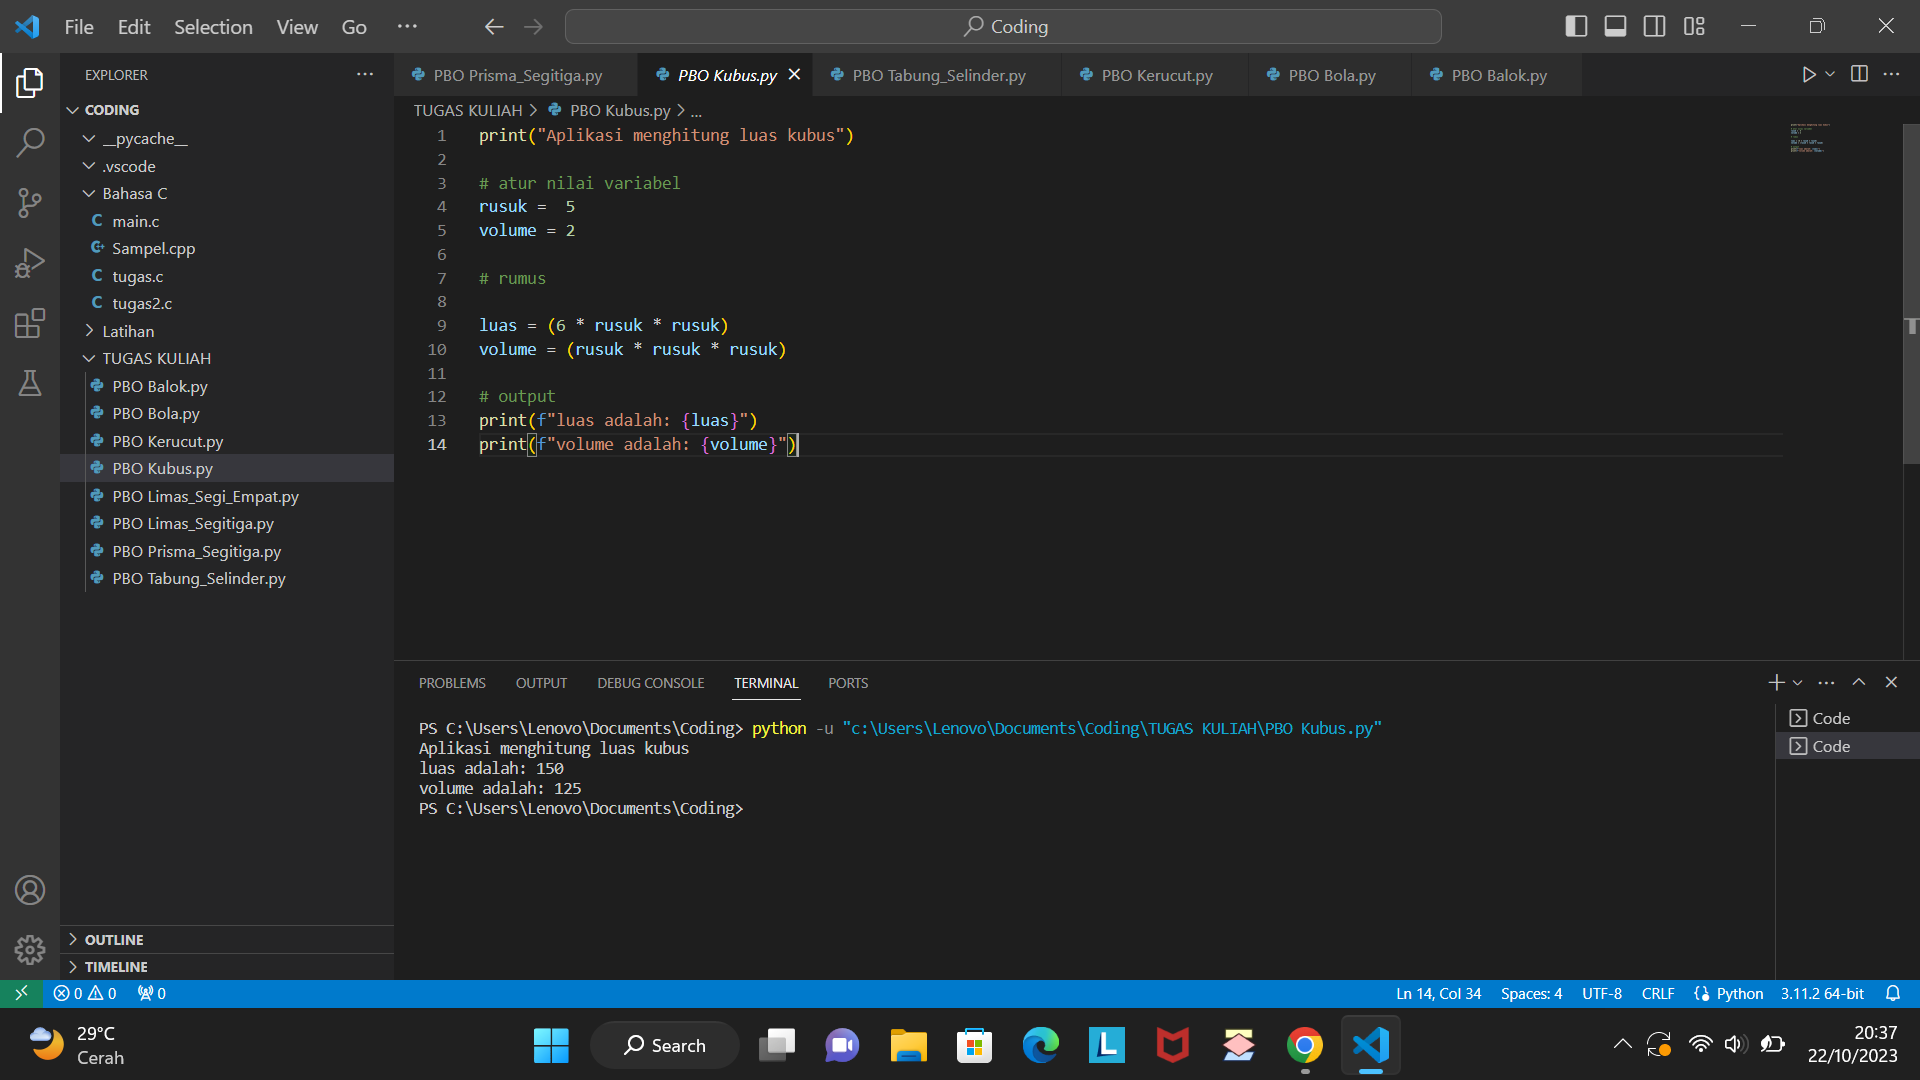 File Edit Selection View Go ··· Coding
EXPLORER ···
CODING
__pycache__
.vscode
Bahasa C
C main.c
Sampel.cpp
C tugas.c
C tugas2.c
Latihan
TUGAS KULIAH
PBO Balok.py
PBO Bola.py
PBO Kerucut.py
PBO Kubus.py
PBO Limas_Segi_Empat.py
PBO Limas_Segitiga.py
PBO Prisma_Segitiga.py
PBO Tabung_Selinder.py
OUTLINE
TIMELINE
PBO Prisma_Segitiga.py PBO Kubus.py PBO Tabung_Selinder.py PBO Kerucut.py PBO Bola.py PBO Balok.py ···
TUGAS KULIAH > PBO Kubus.py > ...
1 print("Aplikasi menghitung luas kubus")
2
3 # atur nilai variabel
4 rusuk =  5
5 volume = 2
6
7 # rumus
8
9 luas = (6 * rusuk * rusuk)
10 volume = (rusuk * rusuk * rusuk)
11
12 # output
13 print(f"luas adalah: {luas}")
14 print(f"volume adalah: {volume}")
PROBLEMS OUTPUT DEBUG CONSOLE TERMINAL PORTS ···
PS C:\Users\Lenovo\Documents\Coding> python -u "c:\Users\Lenovo\Documents\Coding\TUGAS KULIAH\PBO Kubus.py"
Aplikasi menghitung luas kubus
luas adalah: 150
volume adalah: 125
PS C:\Users\Lenovo\Documents\Coding>
Code
Code
0 0 0 Ln 14, Col 34 Spaces: 4 UTF-8 CRLF Python 3.11.2 64-bit
29°C
Cerah
Search
L
20:37
22/10/2023